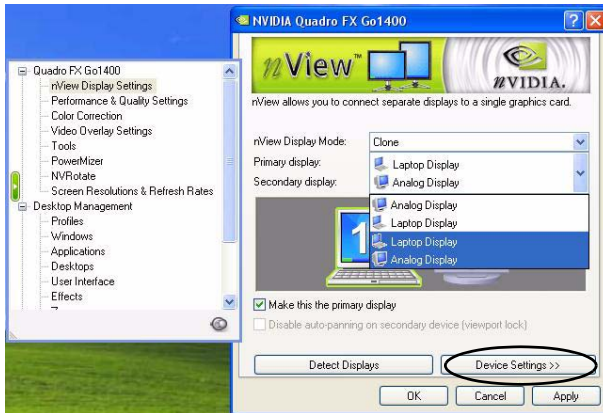 NVIDIA Quadro FX Go1400
Quadro FX Go1400
nView Display Settings
Performance & Quality Settings
Color Correction
Video Overlay Settings
Tools
PowerMizer
NVRotate
Screen Resolutions & Refresh Rates
Desktop Management
Profiles
Windows
Applications
Desktops
User Interface
Effects
nView™
NVIDIA.
nView allows you to connect separate displays to a single graphics card.
nView Display Mode: Clone
Primary display: Laptop Display
Secondary display: Analog Display
Analog Display
Laptop Display
Laptop Display
Analog Display
1
Make this the primary display
Disable auto-panning on secondary device (viewport lock)
Detect Displays Device Settings >>
OK Cancel Apply